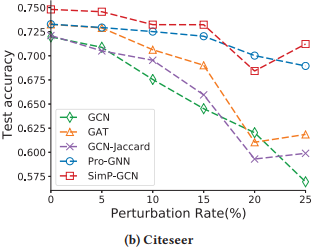 0.750
0.725
0.700
0.675
0.650
0.625
0.600
0.575
Test accuracy
GCN
GAT
GCN-Jaccard
Pro-GNN
SimP-GCN
0 5 10 15 20 25
Perturbation Rate(%)
(b) Citeseer